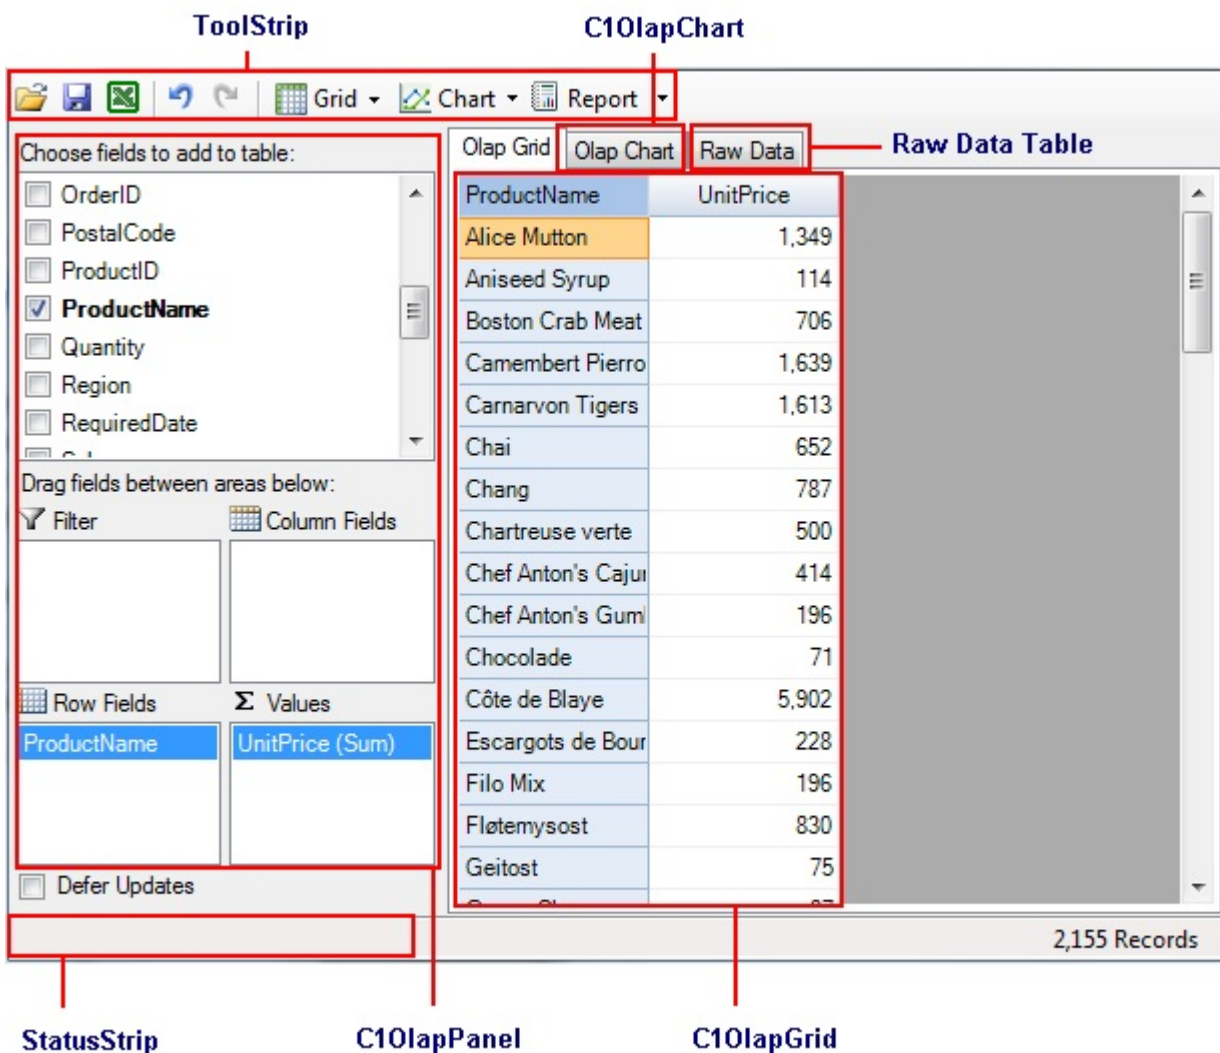 ToolStrip
C1OlapChart
Grid
Chart
Report
Choose fields to add to table:
OrderID
PostalCode
ProductID
ProductName
Quantity
Region
RequiredDate
Drag fields between areas below:
Filter
Column Fields
Row Fields
Σ Values
ProductName
UnitPrice (Sum)
Defer Updates
Olap Grid
Olap Chart
Raw Data
Raw Data Table
ProductName UnitPrice
Alice Mutton 1,349
Aniseed Syrup 114
Boston Crab Meat 706
Camembert Pierro 1,639
Carnarvon Tigers 1,613
Chai 652
Chang 787
Chartreuse verte 500
Chef Anton's Cajun 414
Chef Anton's Gum 196
Chocolade 71
Côte de Blaye 5,902
Escargots de Bour 228
Filo Mix 196
Fløtemysost 830
Geitost 75
2,155 Records
StatusStrip
C1OlapPanel
C1OlapGrid